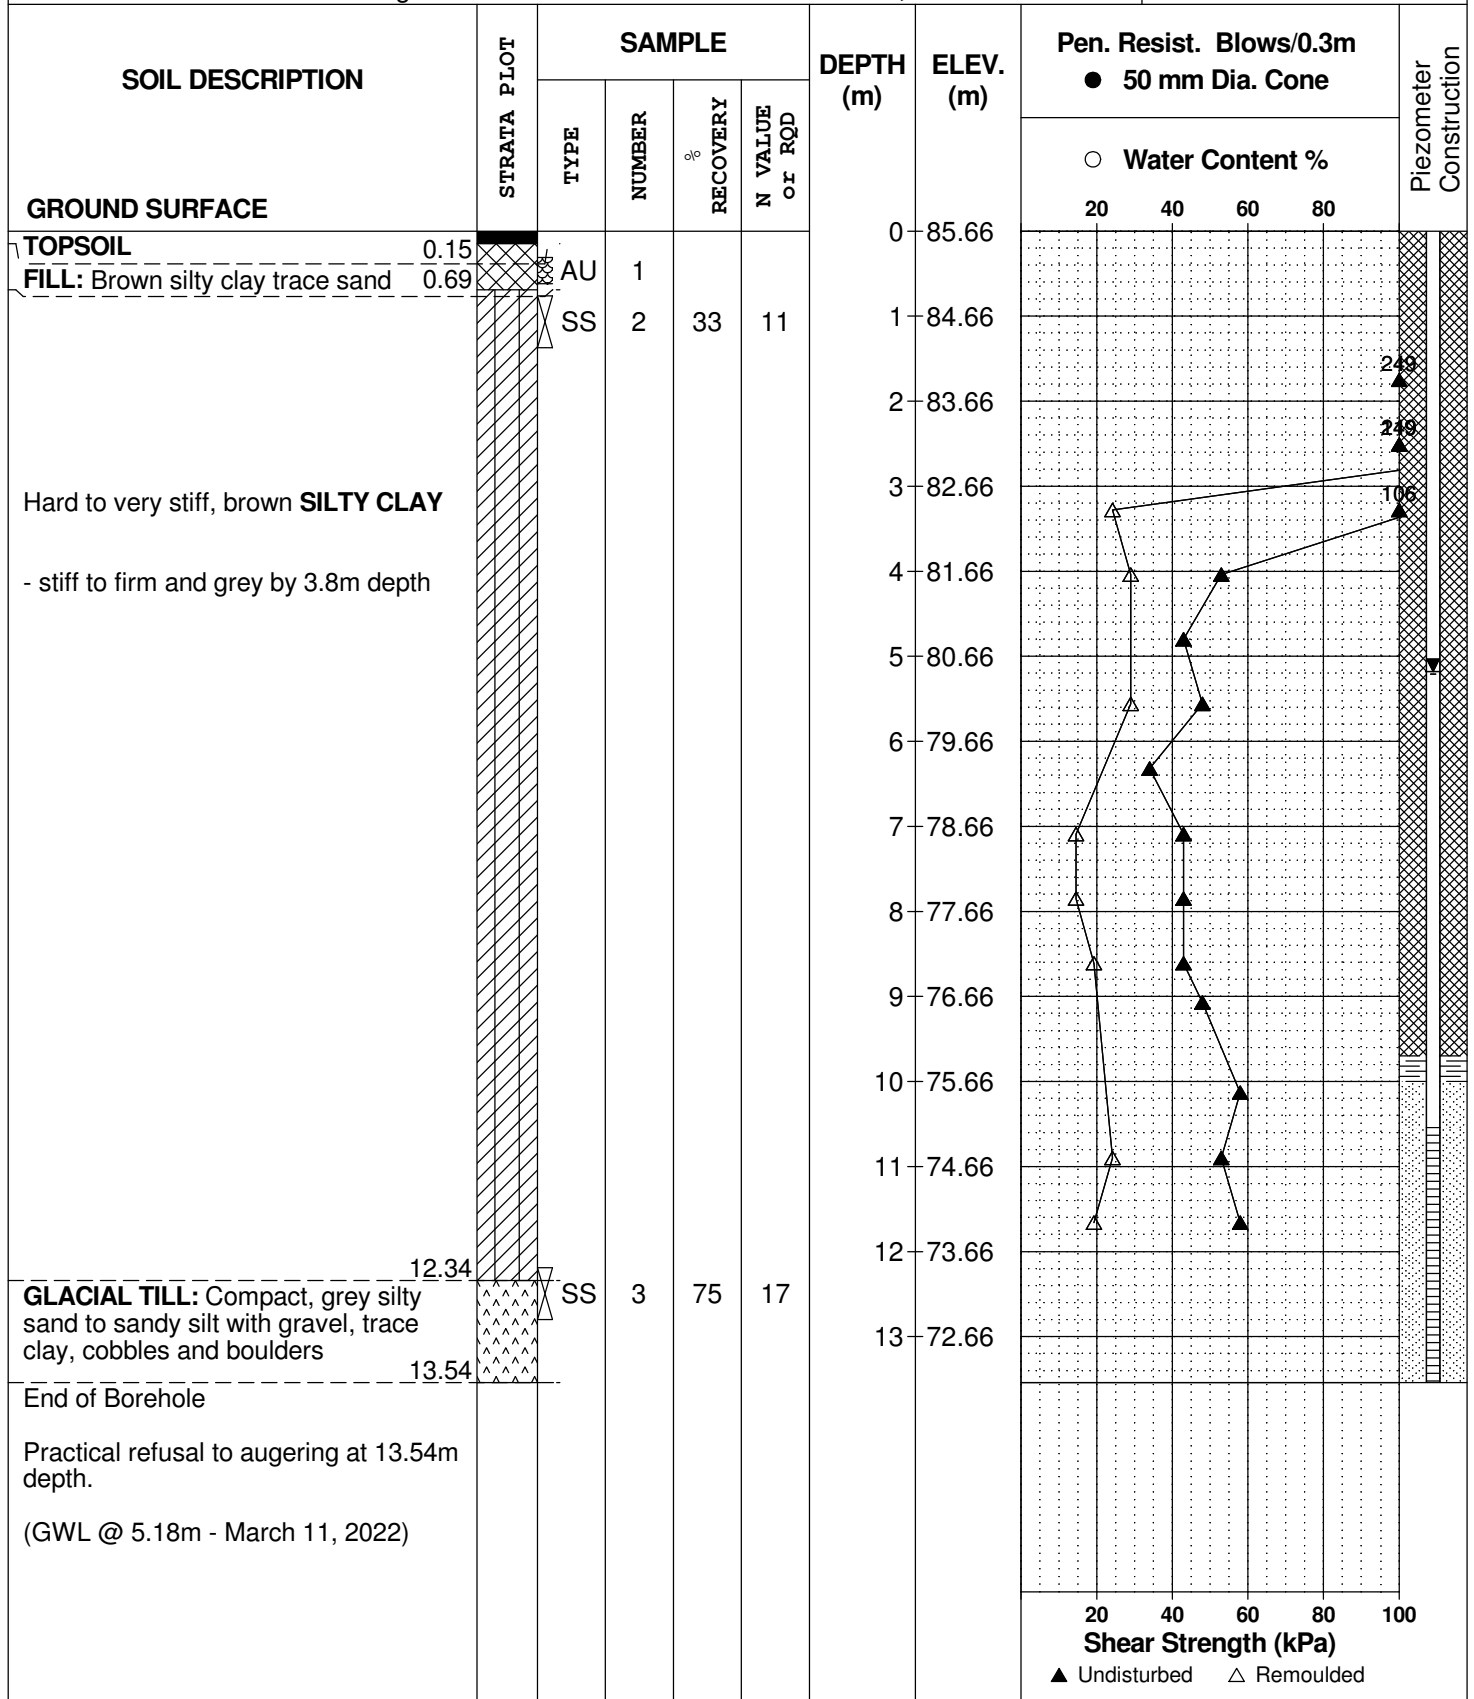 SOIL DESCRIPTION
GROUND SURFACE
STRATA PLOT
SAMPLE
TYPE
NUMBER
% RECOVERY
N VALUE or RQD
DEPTH (m)
ELEV. (m)
Pen. Resist. Blows/0.3m
● 50 mm Dia. Cone
○ Water Content %
20 40 60 80
Piezometer Construction
TOPSOIL 0.15
FILL: Brown silty clay trace sand 0.69
AU 1
SS 2 33 11
Hard to very stiff, brown SILTY CLAY
- stiff to firm and grey by 3.8m depth
12.34
GLACIAL TILL: Compact, grey silty
sand to sandy silt with gravel, trace
clay, cobbles and boulders
13.54
SS 3 75 17
End of Borehole
Practical refusal to augering at 13.54m
depth.
(GWL @ 5.18m - March 11, 2022)
0 85.66
1 84.66
2 83.66
3 82.66
4 81.66
5 80.66
6 79.66
7 78.66
8 77.66
9 76.66
10 75.66
11 74.66
12 73.66
13 72.66
249
106
20 40 60 80 100
Shear Strength (kPa)
▲ Undisturbed △ Remoulded